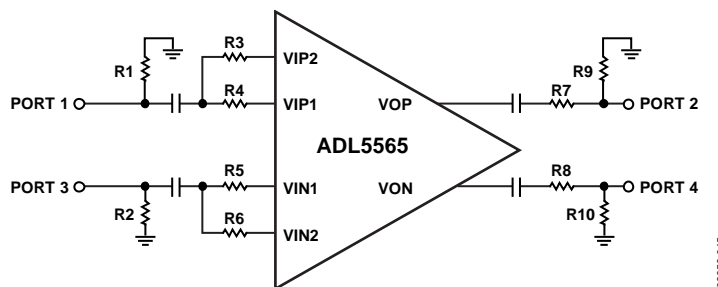 R3
R1
VIP2
R9
R4
R7
PORT 1
VIP1
VOP
PORT 2
ADL5565
R5
R8
PORT 3
VIN1
VON
PORT 4
R2
R6
R10
VIN2